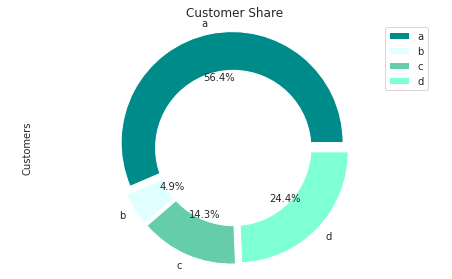 Customer Share
a
56.4%
4.9%
14.3%
24.4%
b
c
d
Customers
a
b
c
d